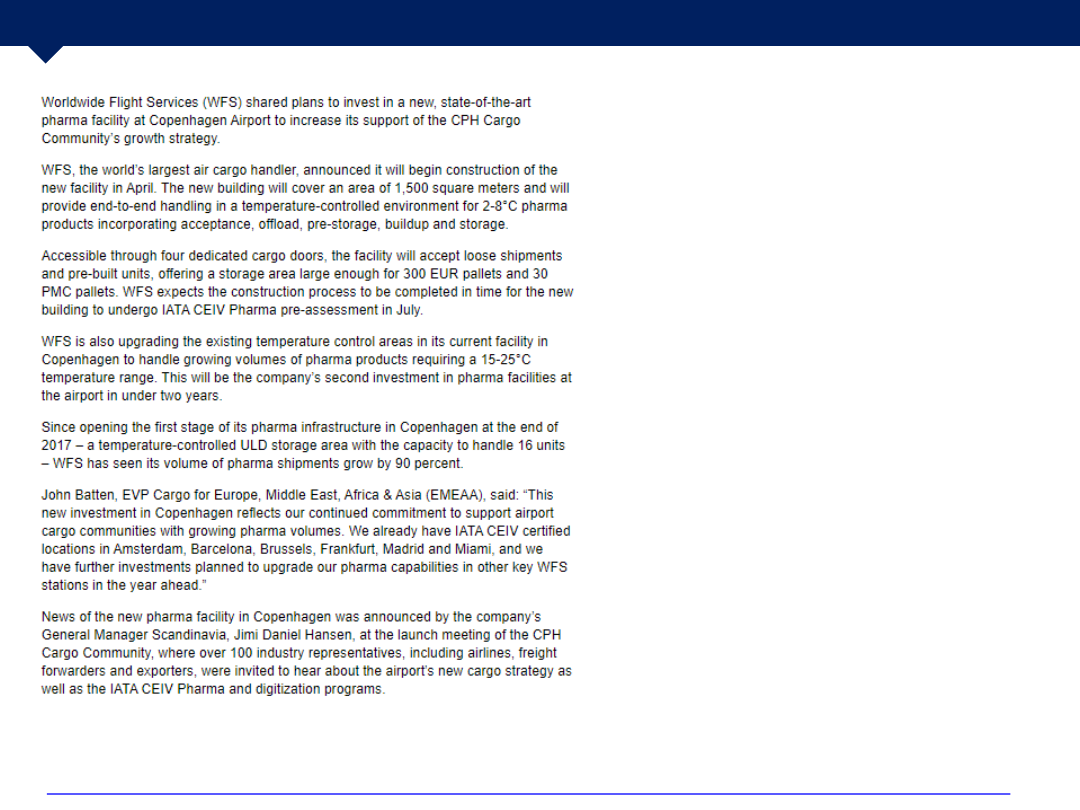 Worldwide Flight Services (WFS) shared plans to invest in a new, state-of-the-art
pharma facility at Copenhagen Airport to increase its support of the CPH Cargo
Community's growth strategy.
WFS, the world's largest air cargo handler, announced it will begin construction of the
new facility in April. The new building will cover an area of 1,500 square meters and will
provide end-to-end handling in a temperature-controlled environment for 2-8°C pharma
products incorporating acceptance, offload, pre-storage, buildup and storage.
Accessible through four dedicated cargo doors, the facility will accept loose shipments
and pre-built units, offering a storage area large enough for 300 EUR pallets and 30
PMC pallets. WFS expects the construction process to be completed in time for the new
building to undergo IATA CEIV Pharma pre-assessment in July.
WFS is also upgrading the existing temperature control areas in its current facility in
Copenhagen to handle growing volumes of pharma products requiring a 15-25°C
temperature range. This will be the company's second investment in pharma facilities at
the airport in under two years.
Since opening the first stage of its pharma infrastructure in Copenhagen at the end of
2017 – a temperature-controlled ULD storage area with the capacity to handle 16 units
– WFS has seen its volume of pharma shipments grow by 90 percent.
John Batten, EVP Cargo for Europe, Middle East, Africa & Asia (EMEAA), said: “This
new investment in Copenhagen reflects our continued commitment to support airport
cargo communities with growing pharma volumes. We already have IATA CEIV certified
locations in Amsterdam, Barcelona, Brussels, Frankfurt, Madrid and Miami, and we
have further investments planned to upgrade our pharma capabilities in other key WFS
stations in the year ahead.”
News of the new pharma facility in Copenhagen was announced by the company's
General Manager Scandinavia, Jimi Daniel Hansen, at the launch meeting of the CPH
Cargo Community, where over 100 industry representatives, including airlines, freight
forwarders and exporters, were invited to hear about the airport's new cargo strategy as
well as the IATA CEIV Pharma and digitization programs.